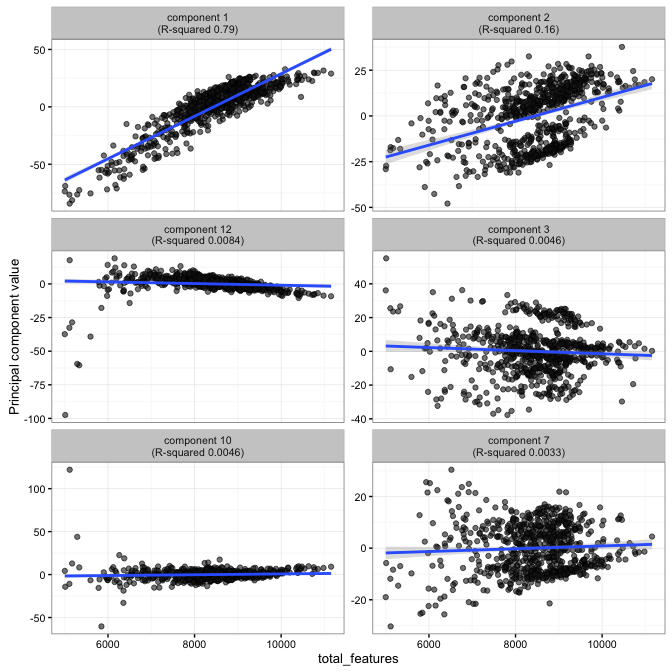 component 1
(R-squared 0.79)
component 2
(R-squared 0.16)
50
0
-50
25
0
-25
-50
component 12
(R-squared 0.0084)
component 3
(R-squared 0.0046)
0
-25
-50
-75
-100
40
20
0
-20
-40
Principal component value
component 10
(R-squared 0.0046)
component 7
(R-squared 0.0033)
100
50
0
-50
20
0
-20
6000 8000 10000
6000 8000 10000
total_features